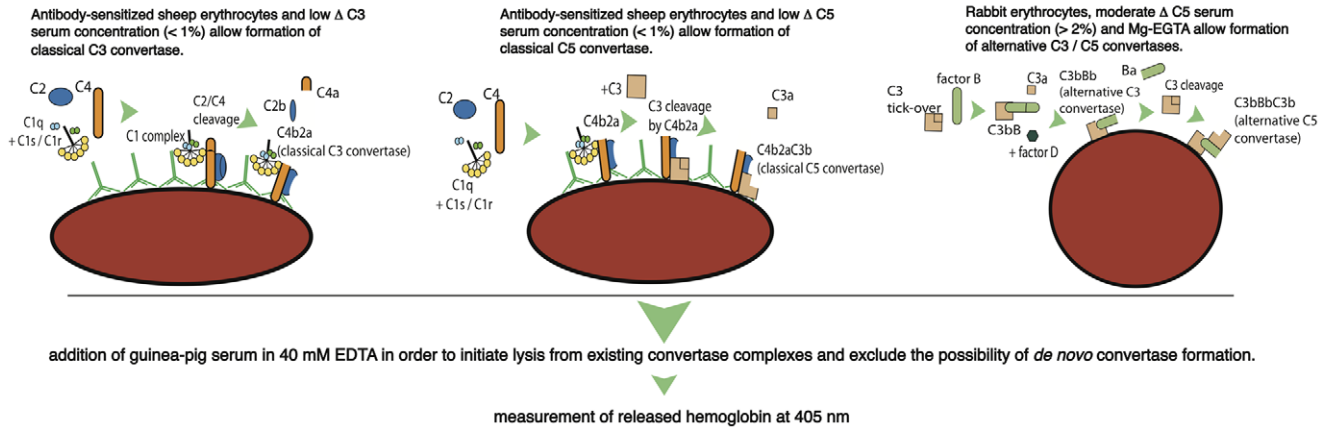 Antibody-sensitized sheep erythrocytes and low Δ C3
serum concentration (< 1%) allow formation of
classical C3 convertase.
C2
C4
C1q
+ C1s / C1r
C1 complex
C2/C4
cleavage
C2b
C4a
C4b2a
(classical C3 convertase)
Antibody-sensitized sheep erythrocytes and low Δ C5
serum concentration (< 1%) allow formation of
classical C5 convertase.
C2
C4
C1q
+ C1s / C1r
+C3
C4b2a
C3 cleavage
by C4b2a
C3a
C4b2aC3b
(classical C5 convertase)
Rabbit erythrocytes, moderate Δ C5 serum
concentration (> 2%) and Mg-EGTA allow formation
of alternative C3 / C5 convertases.
C3
tick-over
factor B
C3a
C3bB
+ factor D
C3bBb
(alternative C3
convertase)
Ba
C3 cleavage
C3bBbC3b
(alternative C5
convertase)
addition of guinea-pig serum in 40 mM EDTA in order to initiate lysis from existing convertase complexes and exclude the possibility of de novo convertase formation.
measurement of released hemoglobin at 405 nm